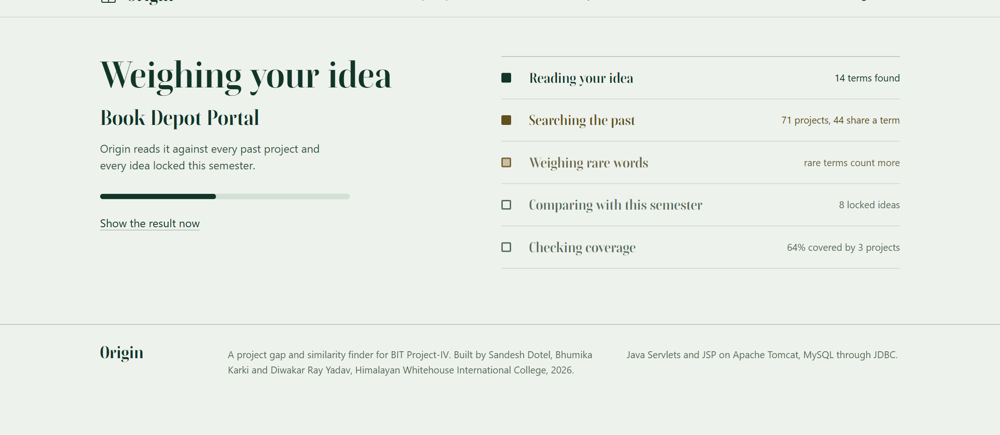 Weighing your idea
Book Depot Portal
Origin reads it against every past project and
every idea locked this semester.
Show the result now
Reading your idea
14 terms found
Searching the past
71 projects, 44 share a term
Weighing rare words
rare terms count more
Comparing with this semester
8 locked ideas
Checking coverage
64% covered by 3 projects
Origin
A project gap and similarity finder for BIT Project-IV. Built by Sandesh Dotel, Bhumika
Karki and Diwakar Ray Yadav, Himalayan Whitehouse International College, 2026.
Java Servlets and JSP on Apache Tomcat, MySQL through JDBC.